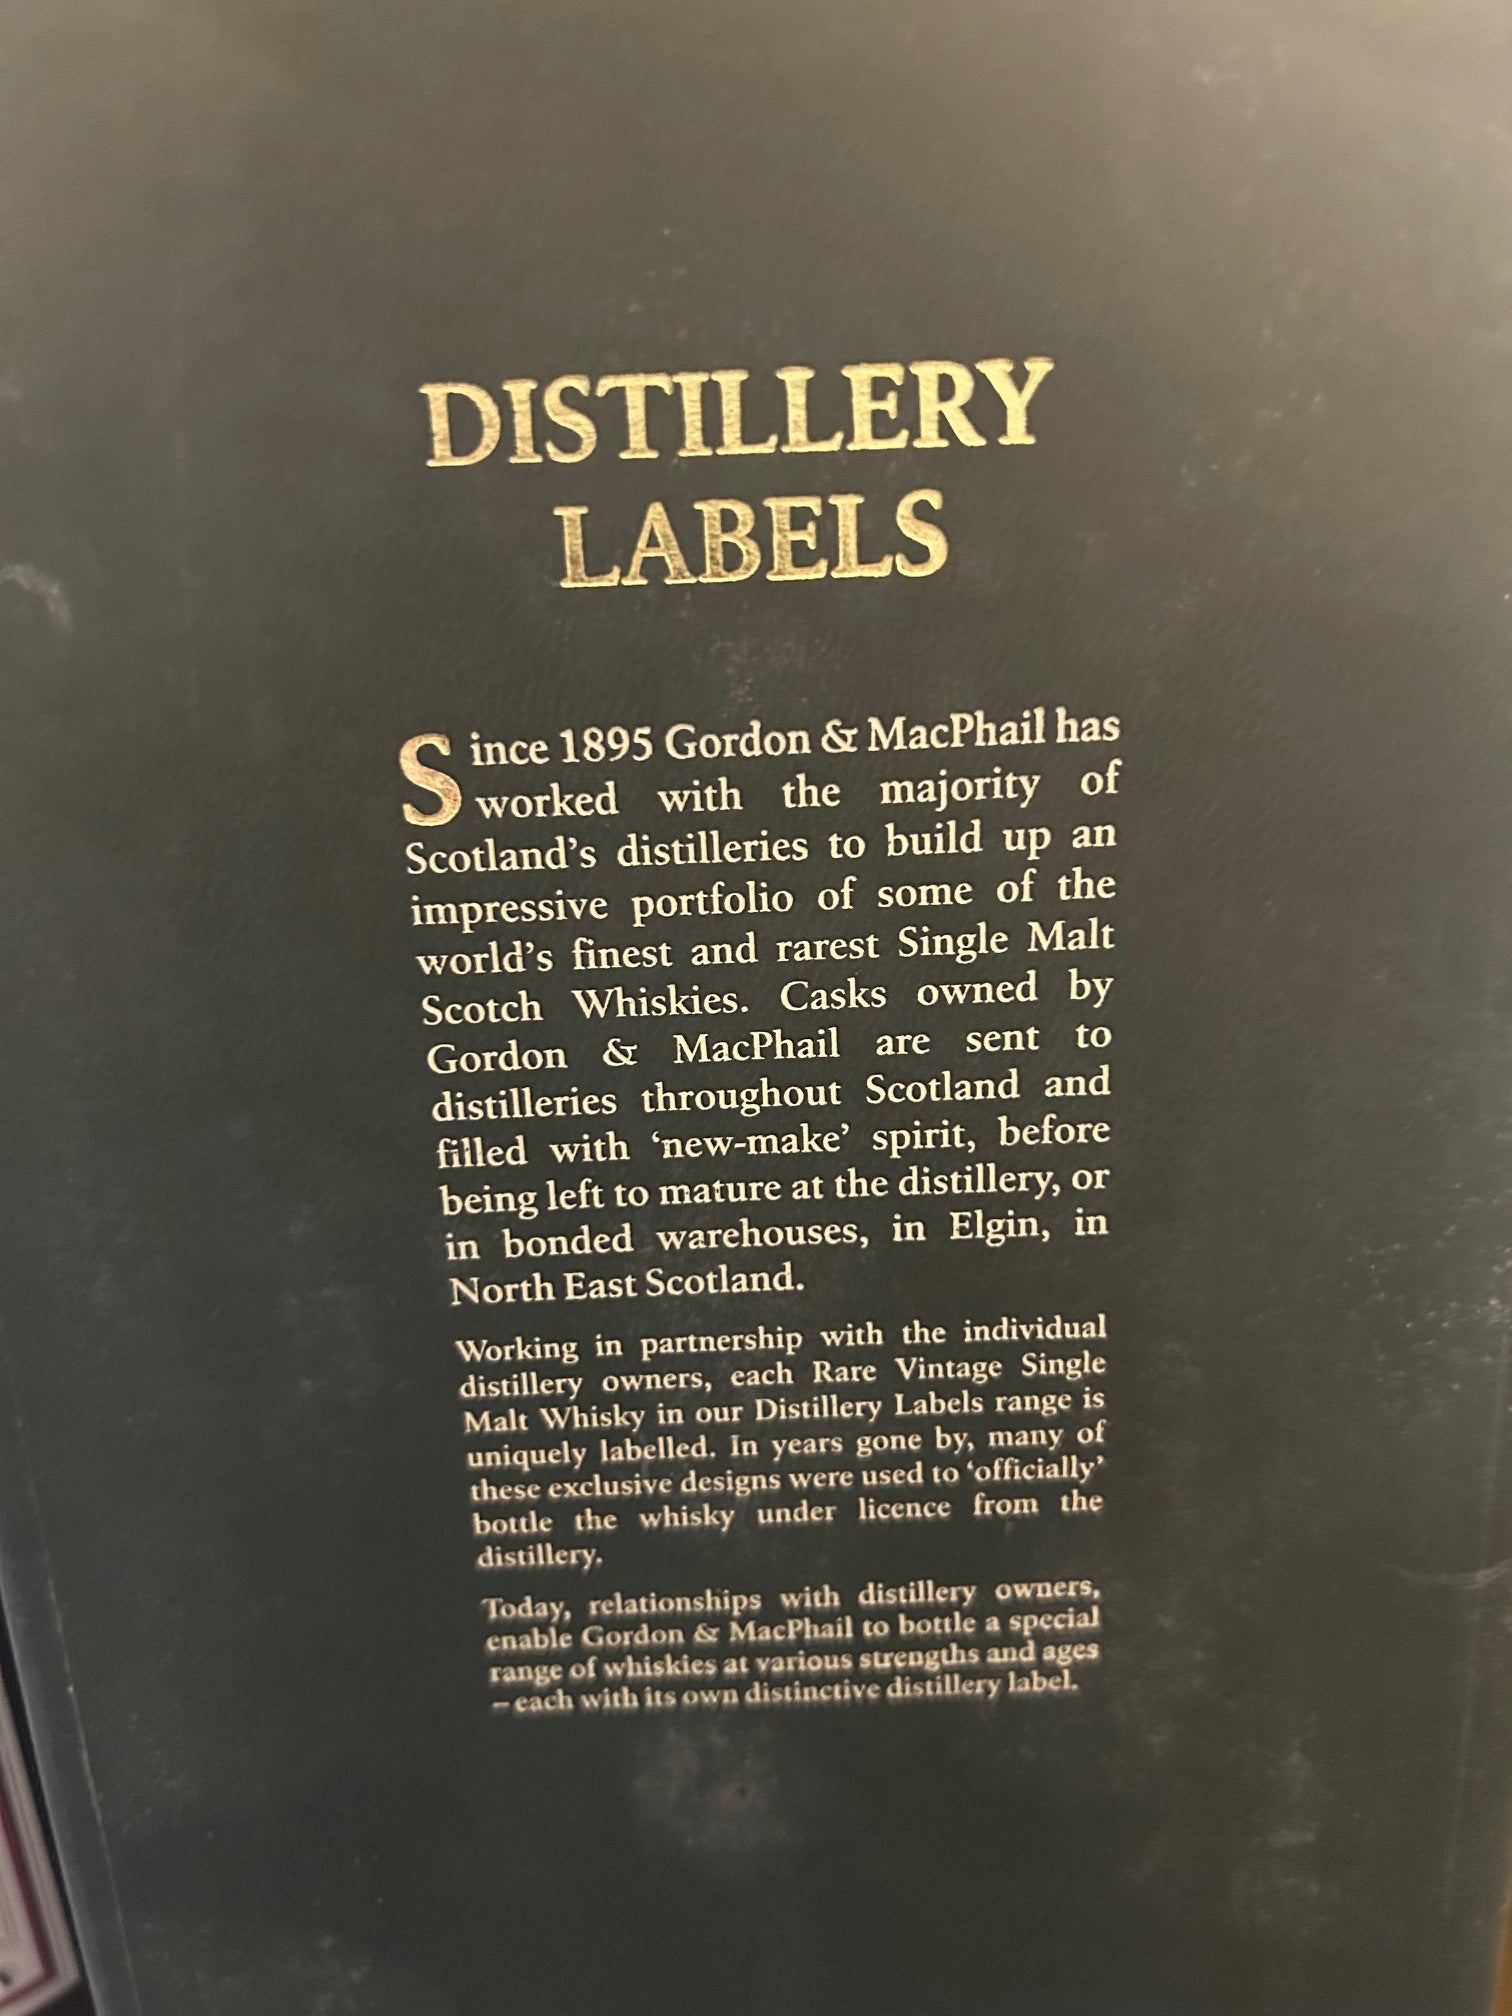 DISTILLERY
LABELS
Since 1895 Gordon & MacPhail has
worked with the majority of
Scotland's distilleries to build up an
impressive portfolio of some of the
world's finest and rarest Single Malt
Scotch Whiskies. Casks owned by
Gordon & MacPhail are sent to
distilleries throughout Scotland and
filled with ‘new-make’ spirit, before
being left to mature at the distillery, or
in bonded warehouses, in Elgin, in
North East Scotland.
Working in partnership with the individual
distillery owners, each Rare Vintage Single
Malt Whisky in our Distillery Labels range is
uniquely labelled. In years gone by, many of
these exclusive designs were used to ‘officially’
bottle the whisky under licence from the
distillery.
Today, relationships with distillery owners,
enable Gordon & MacPhail to bottle a special
range of whiskies at various strengths and ages
– each with its own distinctive distillery label.